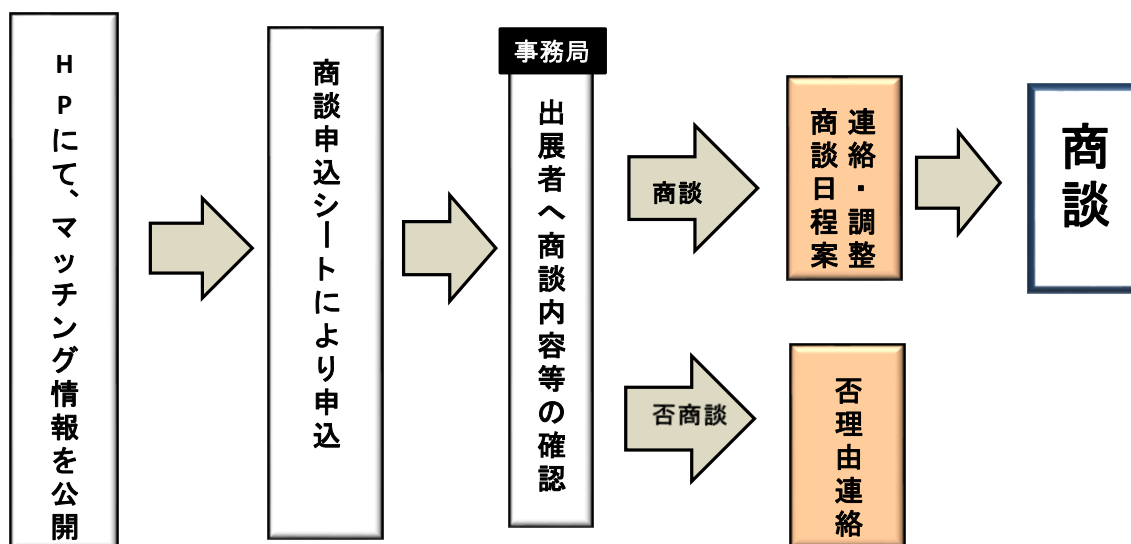 HPにて、マッチング情報を公開
商談申込シートにより申込
事務局
出展者へ商談内容等の確認
商談
連絡・調整
商談日程案
商談
否商談
否理由連絡